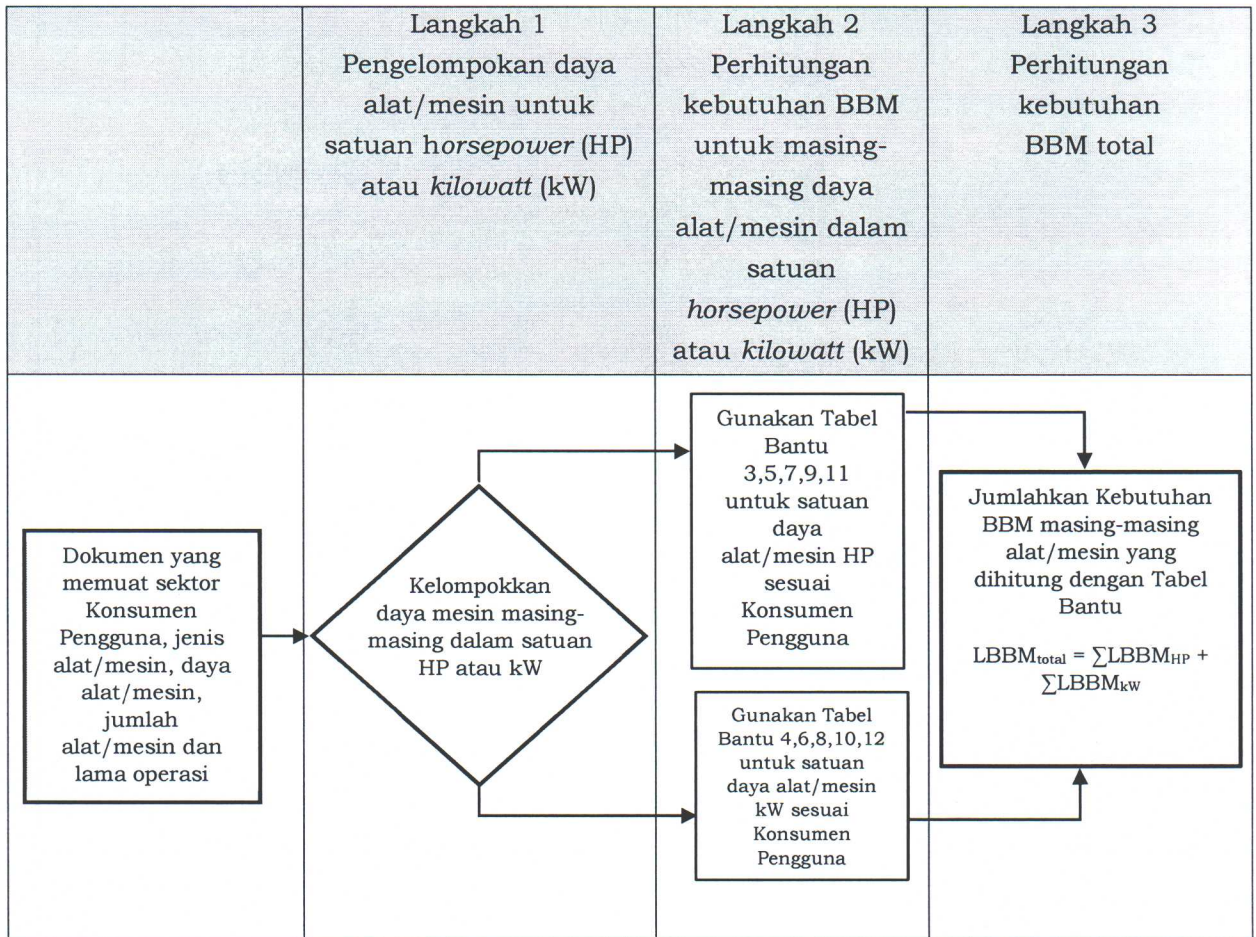 Langkah 1
Pengelompokan daya
alat/mesin untuk
satuan horsepower (HP)
atau kilowatt (kW)
Langkah 2
Perhitungan
kebutuhan BBM
untuk masing-
masing daya
alat/mesin dalam
satuan
horsepower (HP)
atau kilowatt (kW)
Langkah 3
Perhitungan
kebutuhan
BBM total
Dokumen yang
memuat sektor
Konsumen
Pengguna, jenis
alat/mesin, daya
alat/mesin,
jumlah
alat/mesin dan
lama operasi
Kelompokkan
daya mesin masing-
masing dalam satuan
HP atau kW
Gunakan Tabel
Bantu
3,5,7,9,11
untuk satuan
daya
alat/mesin HP
sesuai
Konsumen
Pengguna
Gunakan Tabel
Bantu 4,6,8,10,12
untuk satuan
daya alat/mesin
kW sesuai
Konsumen
Pengguna
Jumlahkan Kebutuhan
BBM masing-masing
alat/mesin yang
dihitung dengan Tabel
Bantu
LBBMtotal = ∑LBBMHP +
∑LBBMkW